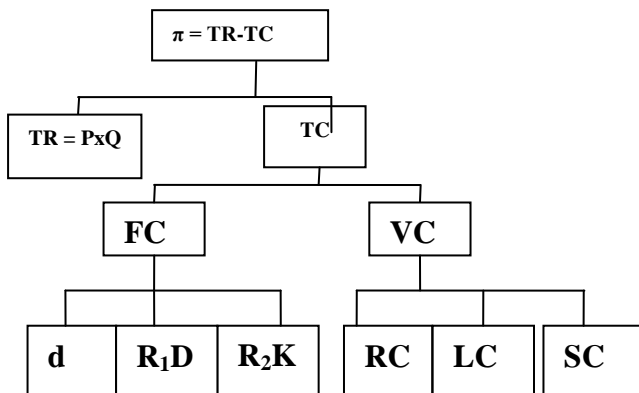 π = TR-TC
TR = PxQ
TC
FC
VC
d
R₁D
R₂K
RC
LC
SC